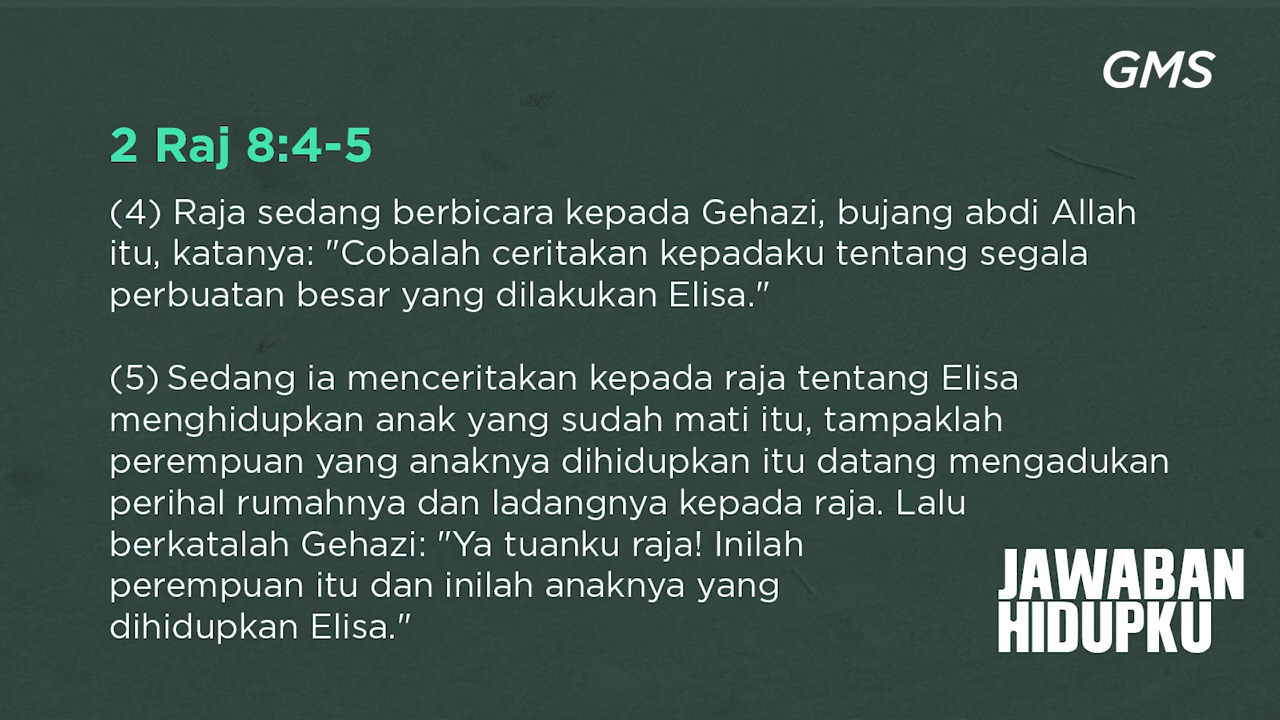 GMS
2 Raj 8:4-5
(4) Raja sedang berbicara kepada Gehazi, bujang abdi Allah
itu, katanya: "Cobalah ceritakan kepadaku tentang segala
perbuatan besar yang dilakukan Elisa."
(5) Sedang ia menceritakan kepada raja tentang Elisa
menghidupkan anak yang sudah mati itu, tampaklah
perempuan yang anaknya dihidupkan itu datang mengadukan
perihal rumahnya dan ladangnya kepada raja. Lalu
berkatalah Gehazi: "Ya tuanku raja! Inilah
perempuan itu dan inilah anaknya yang
dihidupkan Elisa."
JAWABAN
HIDUPKU